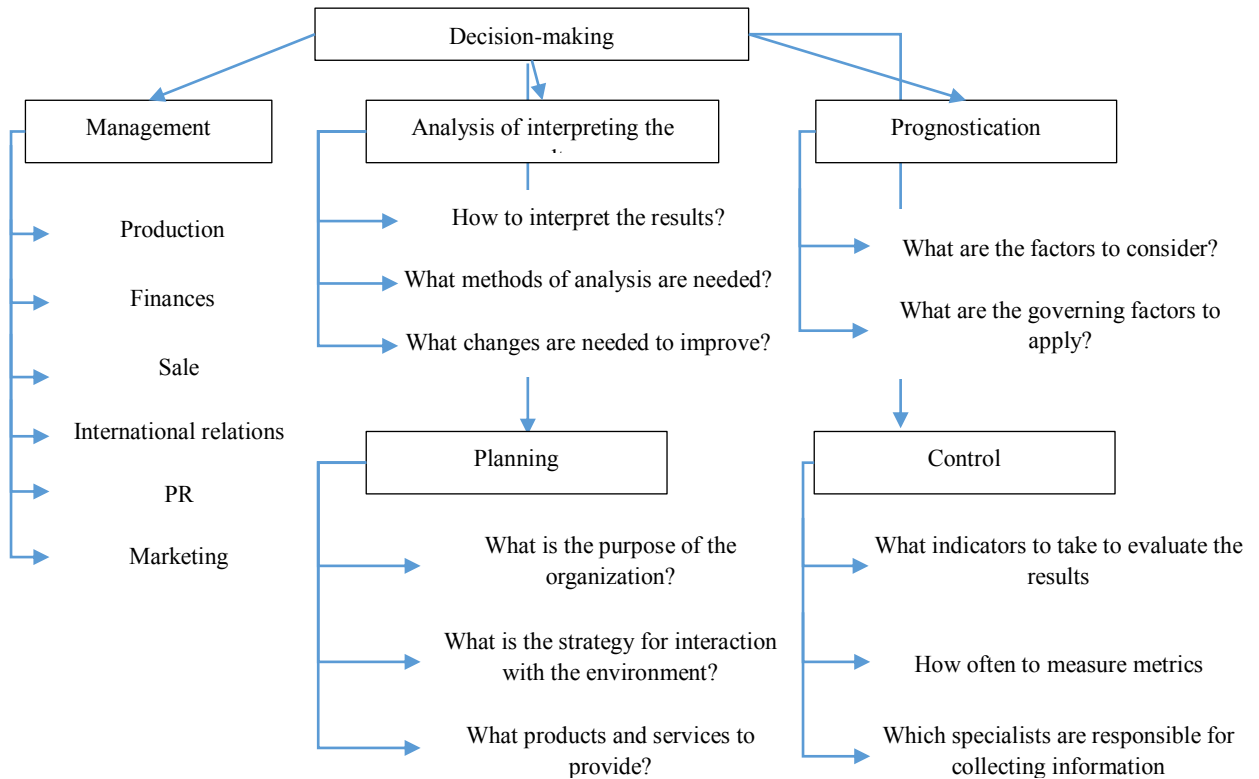 Decision-making
Management
Production
Finances
Sale
International relations
PR
Marketing
Analysis of interpreting the
How to interpret the results?
What methods of analysis are needed?
What changes are needed to improve?
Prognostication
What are the factors to consider?
What are the governing factors to
apply?
Planning
What is the purpose of the
organization?
What is the strategy for interaction
with the environment?
What products and services to
provide?
Control
What indicators to take to evaluate the
results
How often to measure metrics
Which specialists are responsible for
collecting information